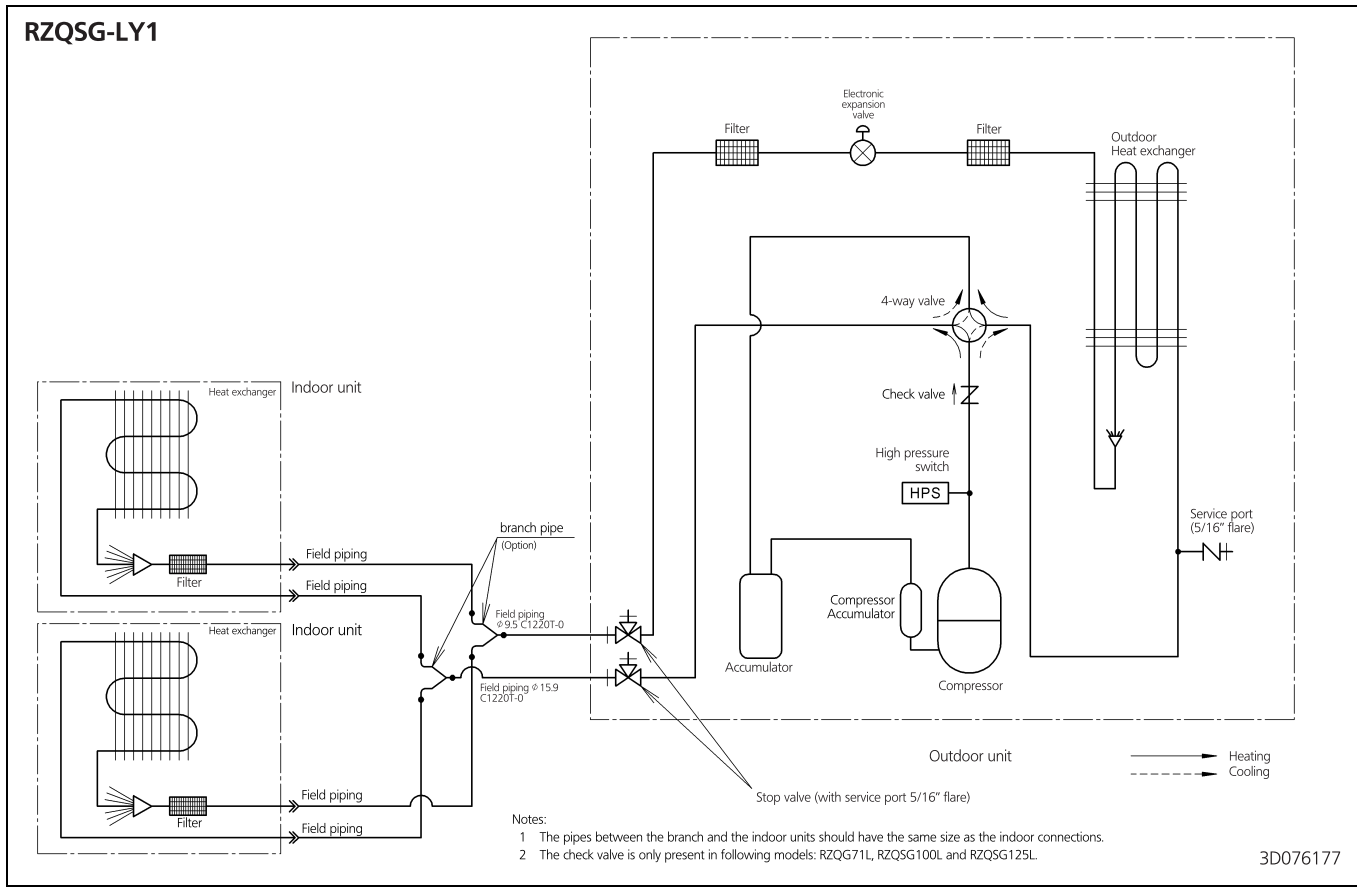 RZQSG-LY1
Electronic
expansion
valve
Filter
Filter
Outdoor
Heat exchanger
4-way valve
Check valve
High pressure
switch
HPS
Service port
(5/16” flare)
Compressor
Accumulator
Accumulator
Compressor
Heat exchanger
Indoor unit
Filter
Field piping
Field piping
branch pipe
(Option)
Field piping
φ 9.5 C1220T-0
Heat exchanger
Indoor unit
Field piping φ 15.9
C1220T-0
Filter
Field piping
Field piping
Outdoor unit
Heating
Cooling
Stop valve (with service port 5/16” flare)
Notes:
1 The pipes between the branch and the indoor units should have the same size as the indoor connections.
2 The check valve is only present in following models: RZQG71L, RZQSG100L and RZQSG125L.
3D076177